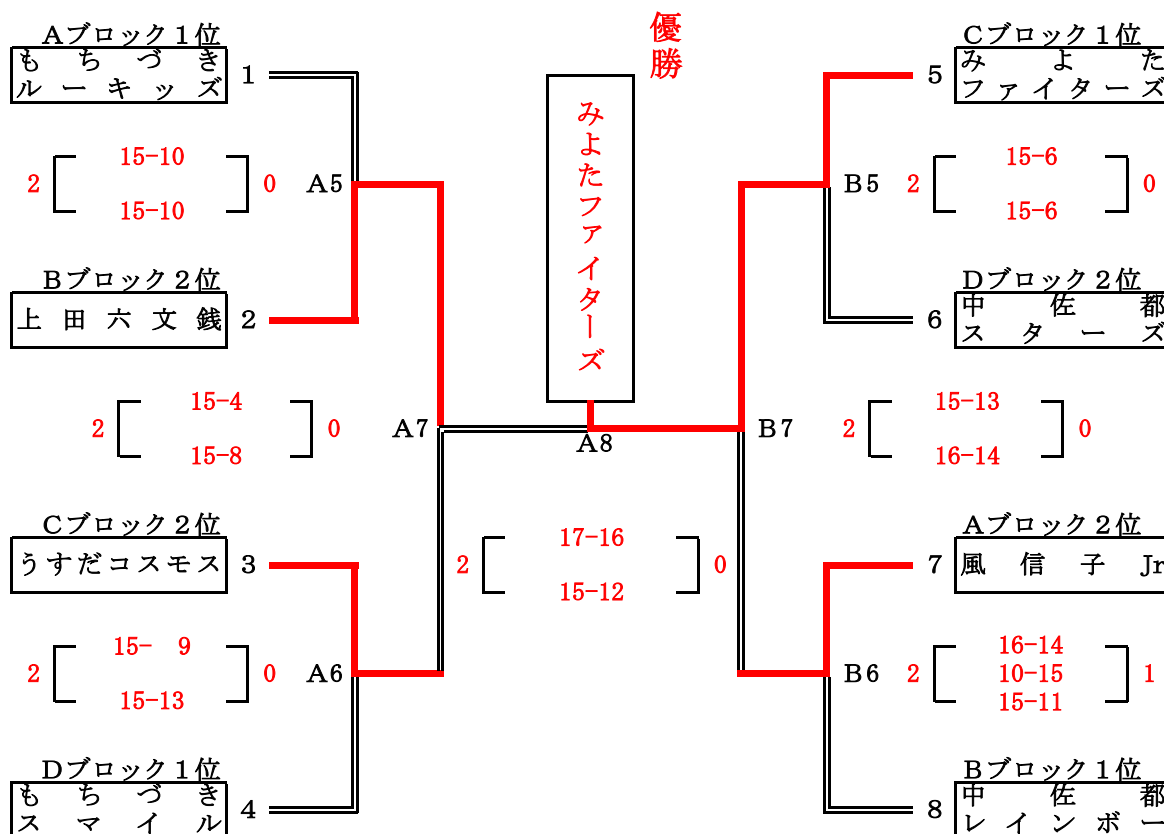 優勝
みよたファイターズ
Aブロック1位
もちづき
ルーキッズ
1
2
15-10
15-10
0
A5
Bブロック2位
上田六文銭
2
2
15-4
15-8
0
A7
Cブロック2位
うすだコスモス
3
2
15- 9
15-13
0
A6
Dブロック1位
もちづき
スマイル
4
A8
2
17-16
15-12
0
Cブロック1位
みよた
ファイターズ
5
B5
2
15-6
15-6
0
Dブロック2位
中佐都
スターズ
6
B7
2
15-13
16-14
0
Aブロック2位
風信子Jr
7
B6
2
16-14
10-15
15-11
1
Bブロック1位
中佐都
レインボー
8